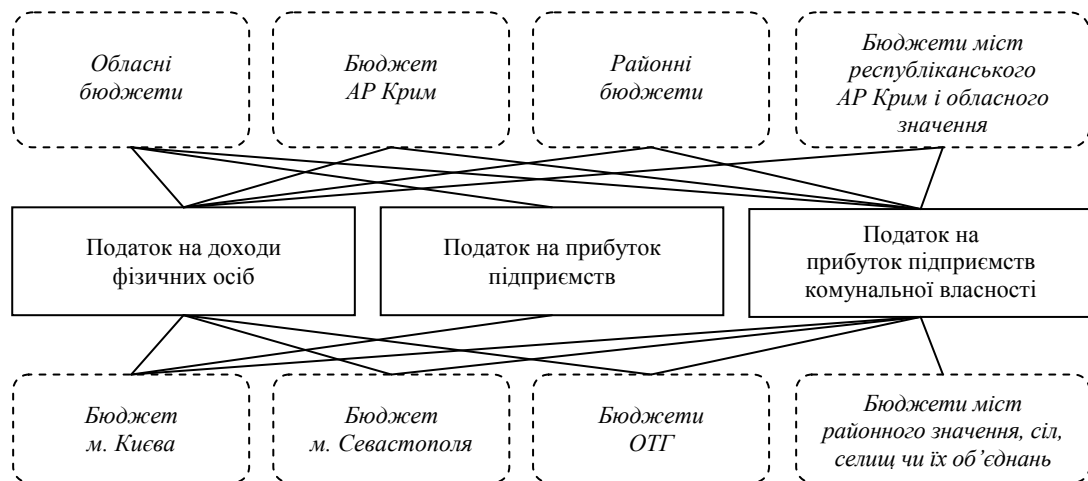 Обласні
бюджети
Бюджет
АР Крим
Районні
бюджети
Бюджети міст
республіканського
АР Крим і обласного
значення
Податок на доходи
фізичних осіб
Податок на прибуток
підприємств
Податок на
прибуток підприємств
комунальної власності
Бюджет
м. Києва
Бюджет
м. Севастополя
Бюджети
ОТГ
Бюджети міст
районного значення, сіл,
селищ чи їх об’єднань